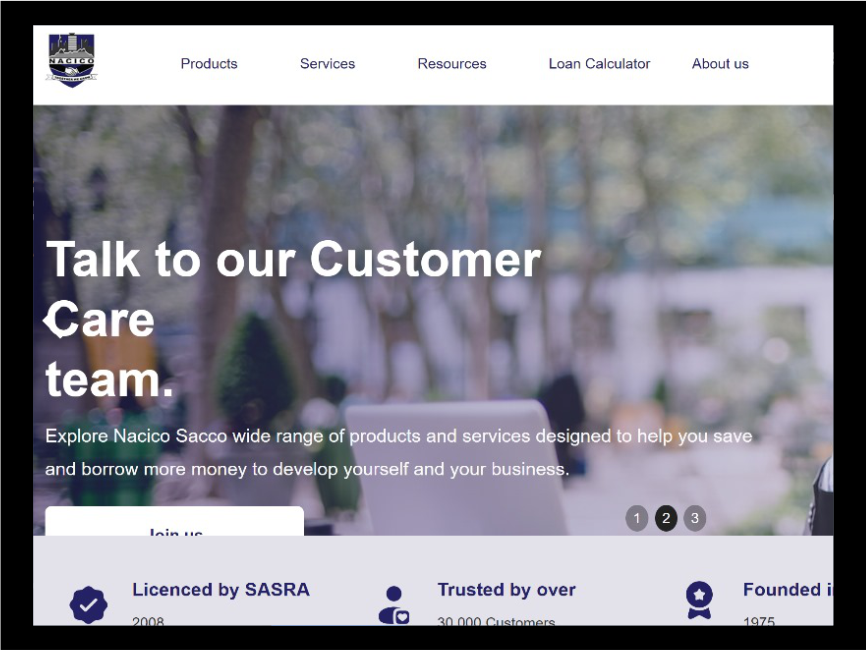 NACICO
Products
Services
Resources
Loan Calculator
About us
Talk to our Customer
Care
team.
Explore Nacico Sacco wide range of products and services designed to help you save
and borrow more money to develop yourself and your business.
Join us
1 2 3
Licenced by SASRA
2008
Trusted by over
30,000 Customers
Founded i
1975